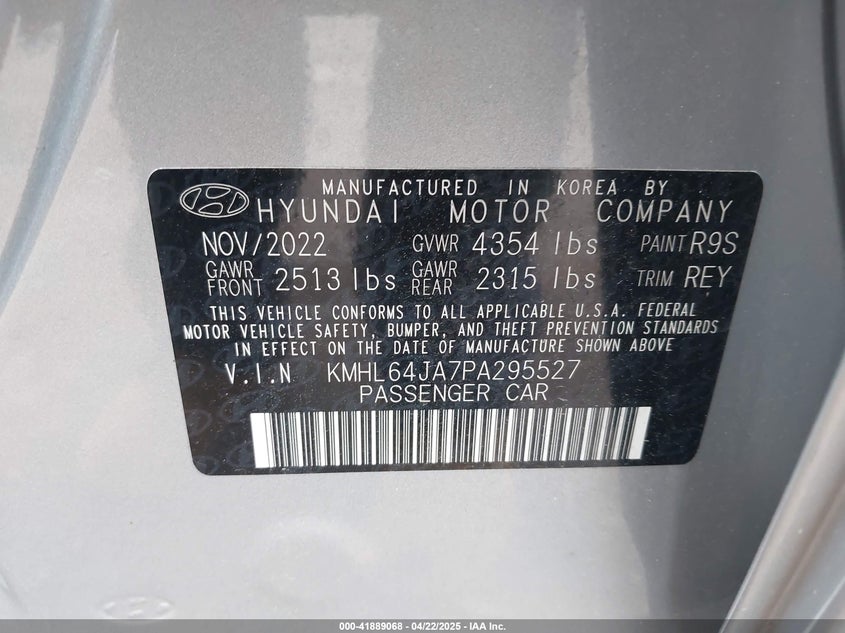 MANUFACTURED IN KOREA BY
HYUNDAI MOTOR COMPANY
NOV/2022 GVWR 4354 lbs PAINT R9S
GAWR FRONT 2513 lbs GAWR REAR 2315 lbs TRIM REY
THIS VEHICLE CONFORMS TO ALL APPLICABLE U.S.A. FEDERAL
MOTOR VEHICLE SAFETY, BUMPER, AND THEFT PREVENTION STANDARDS
IN EFFECT ON THE DATE OF MANUFACTURE SHOWN ABOVE
V.I.N KMHL64JA7PA295527
PASSENGER CAR
000-41889068 - 04/22/2025 - IAA Inc.